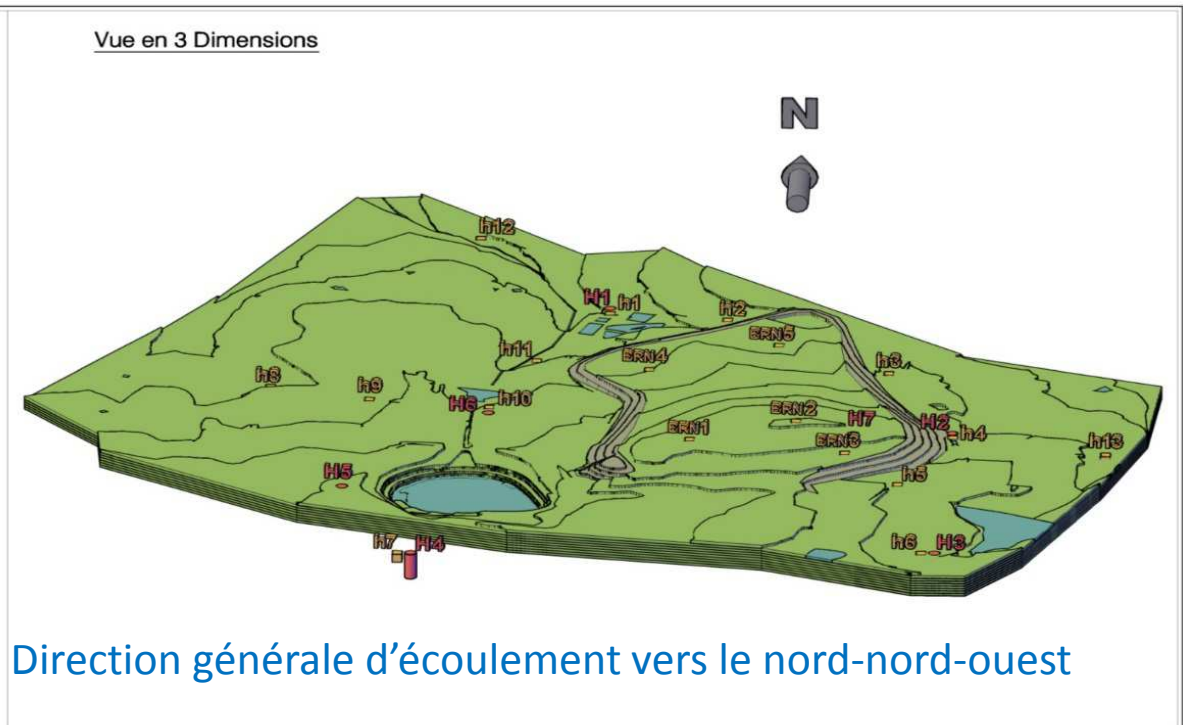 Vue en 3 Dimensions
N
h12
H1 h1
h2
ERN5
h11
ERN4
h3
h8
h9
H6 h10
ERN2 H7 H2
ERN1
ERN3
h4
h13
H5
h5
h7 H4
h6 H3
Direction générale d'écoulement vers le nord-nord-ouest